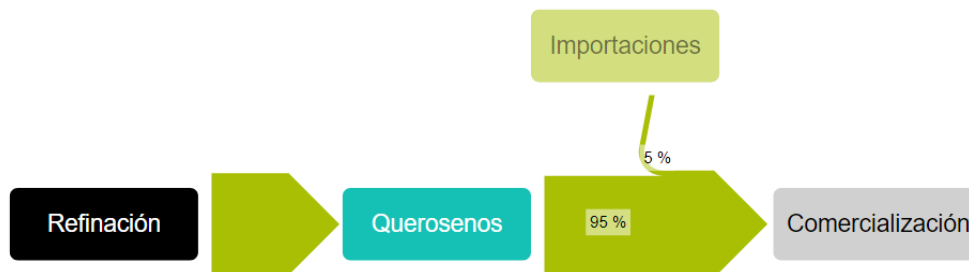 Importaciones
5 %
Refinación
Querosenos
95 %
Comercialización